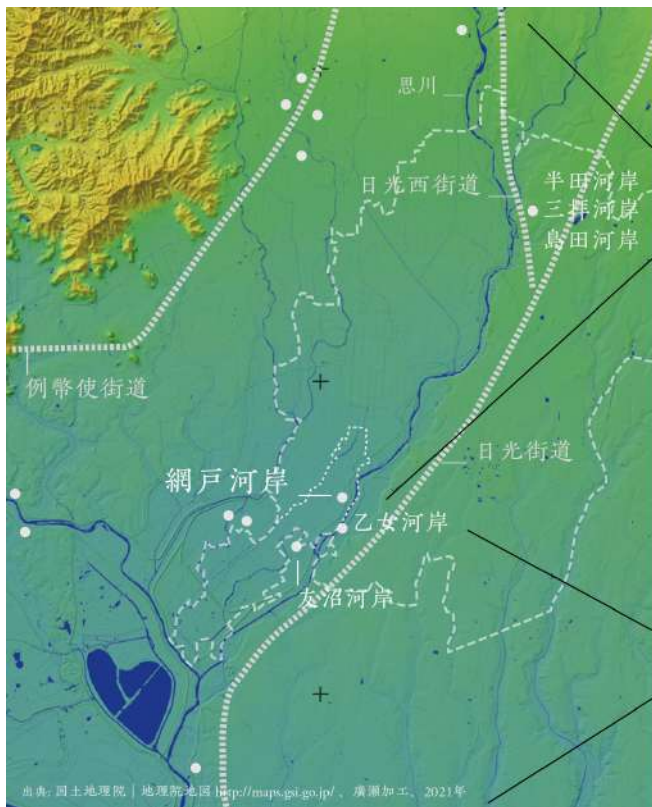 思川
日光西街道
半田河岸
三拝河岸
島田河岸
例幣使街道
日光街道
網戸河岸
乙女河岸
友沼河岸
出典: 国土地理院 | 地理院地図 http://maps.gsi.go.jp/ 、廣瀬加工、2021年